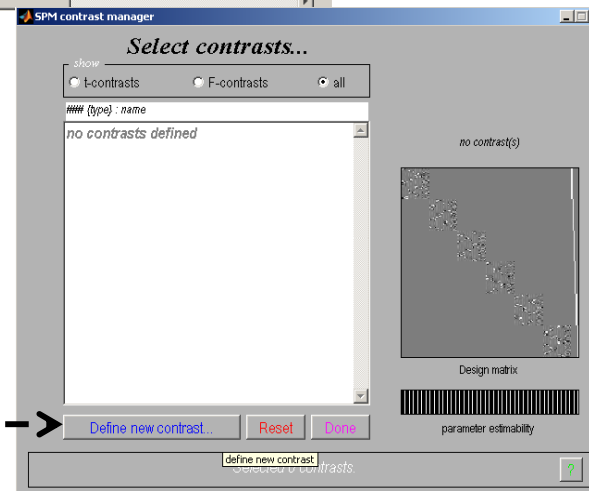 SPM contrast manager
Select contrasts...
show
t-contrasts F-contrasts all
### {type} : name
no contrasts defined
no contrast(s)
Design matrix
parameter estimability
Define new contrast... Reset Done
define new contrast
Selected 0 contrasts.
?